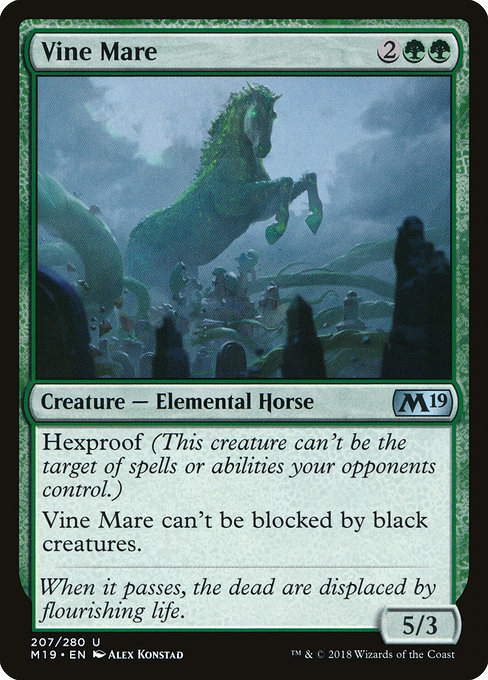 Vine Mare 2
Creature — Elemental Horse M19
Hexproof (This creature can't be the
target of spells or abilities your opponents
control.)
Vine Mare can't be blocked by black
creatures.
When it passes, the dead are displaced by
flourishing life.
5/3
207/280 U
M19 • EN Alex Konstad ™ & © 2018 Wizards of the Coast